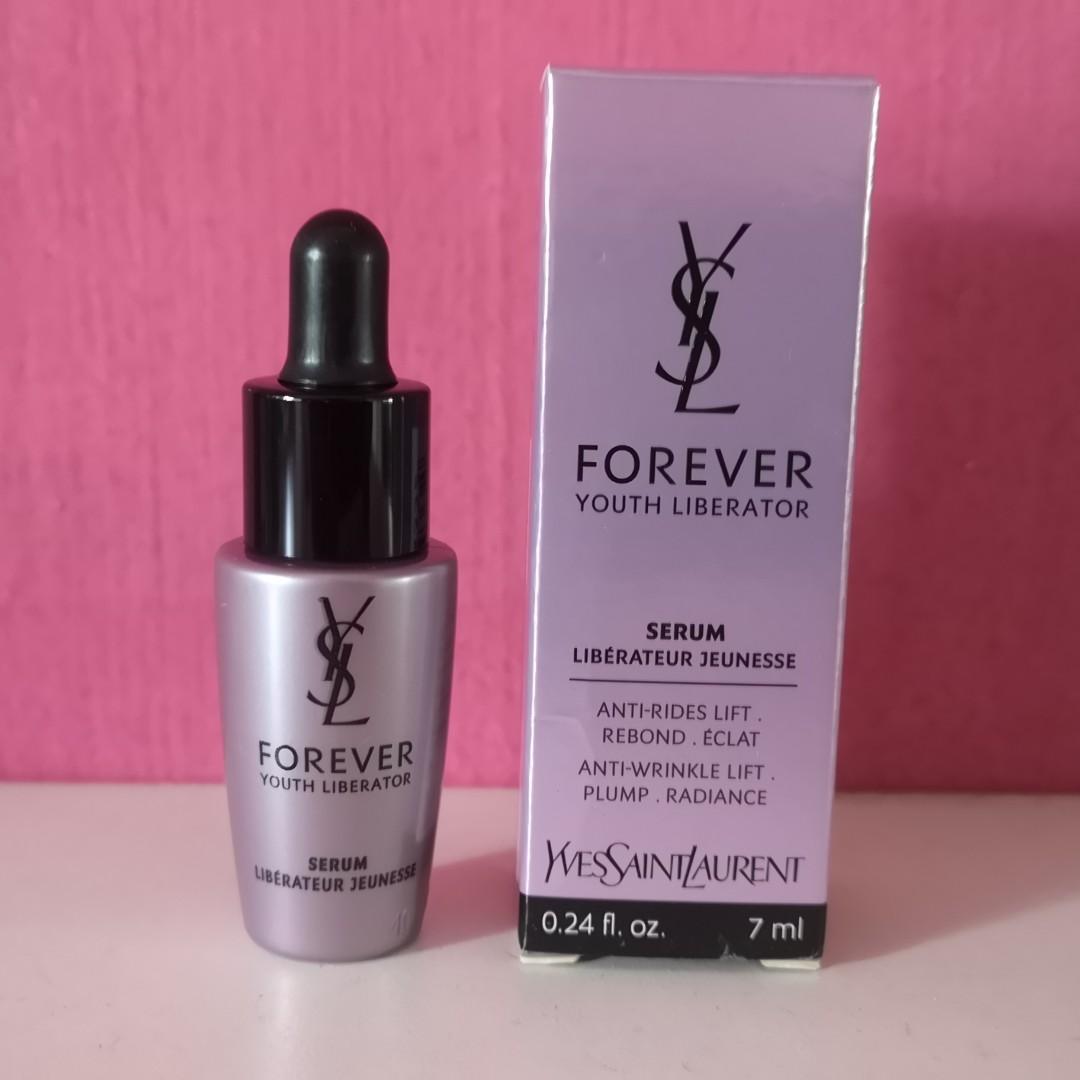 YSL
FOREVER
YOUTH LIBERATOR
SERUM
LIBÉRATEUR JEUNESSE
YSL
FOREVER
YOUTH LIBERATOR
SERUM
LIBÉRATEUR JEUNESSE
ANTI-RIDES LIFT .
REBOND . ÉCLAT
ANTI-WRINKLE LIFT .
PLUMP . RADIANCE
YVESSAINTLAURENT
0.24 fl. oz. 7 ml